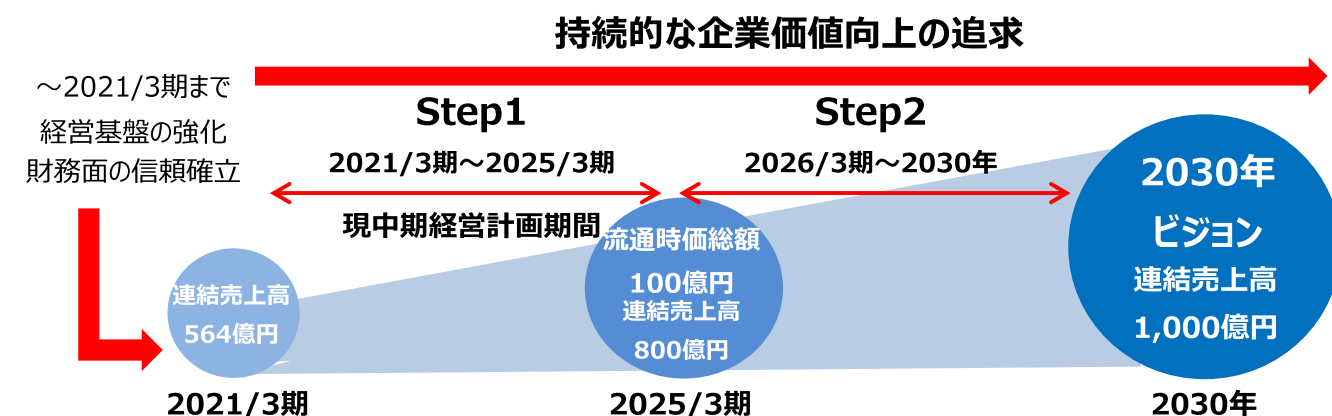 持続的な企業価値向上の追求
～2021/3期まで
経営基盤の強化
財務面の信頼確立
Step1
2021/3期～2025/3期
現中期経営計画期間
Step2
2026/3期～2030年
連結売上高
564億円
2021/3期
流通時価総額
100億円
連結売上高
800億円
2025/3期
2030年
ビジョン
連結売上高
1,000億円
2030年